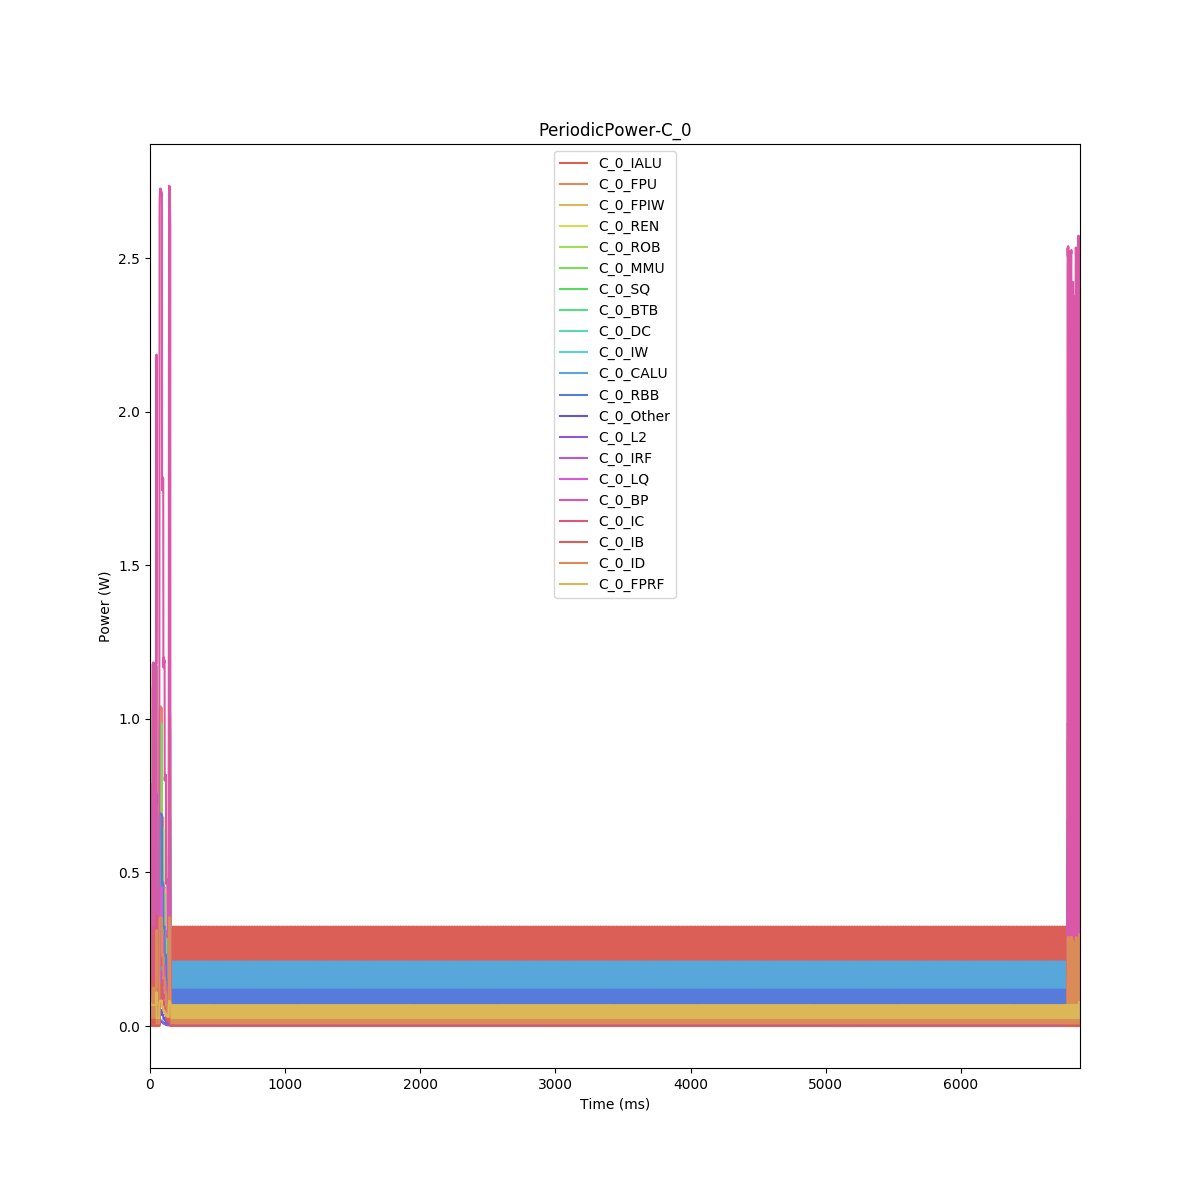 PeriodicPower-C_0
C_0_IALU
C_0_FPU
C_0_FPIW
C_0_REN
C_0_ROB
C_0_MMU
C_0_SQ
C_0_BTB
C_0_DC
C_0_IW
C_0_CALU
C_0_RBB
C_0_Other
C_0_L2
C_0_IRF
C_0_LQ
C_0_BP
C_0_IC
C_0_IB
C_0_ID
C_0_FPRF
2.5
2.0
1.5
1.0
0.5
0.0
Power (W)
0 1000 2000 3000 4000 5000 6000
Time (ms)